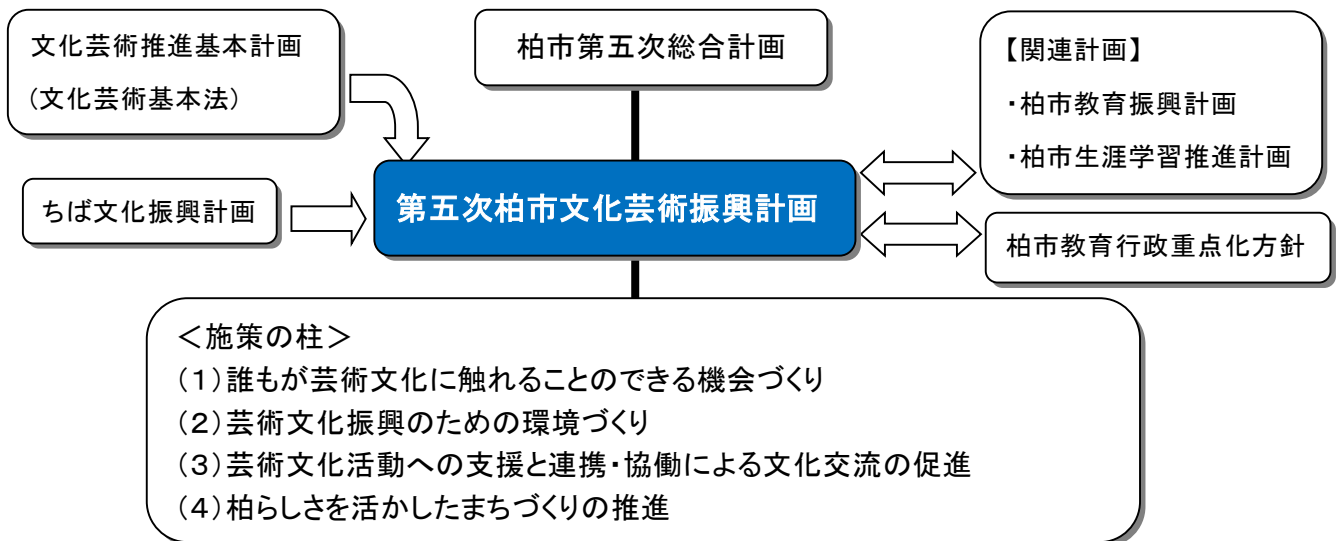 文化芸術推進基本計画
(文化芸術基本法)
柏市第五次総合計画
【関連計画】
・柏市教育振興計画
・柏市生涯学習推進計画
ちば文化振興計画
第五次柏市文化芸術振興計画
柏市教育行政重点化方針
＜施策の柱＞
(1)誰もが芸術文化に触れることのできる機会づくり
(2)芸術文化振興のための環境づくり
(3)芸術文化活動への支援と連携・協働による文化交流の促進
(4)柏らしさを活かしたまちづくりの推進